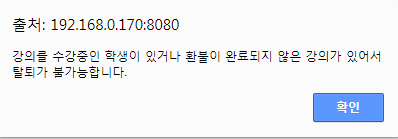 출처: 192.168.0.170:8080
강의를 수강중인 학생이 있거나 환불이 완료되지 않은 강의가 있어서
탈퇴가 불가능합니다.
확인